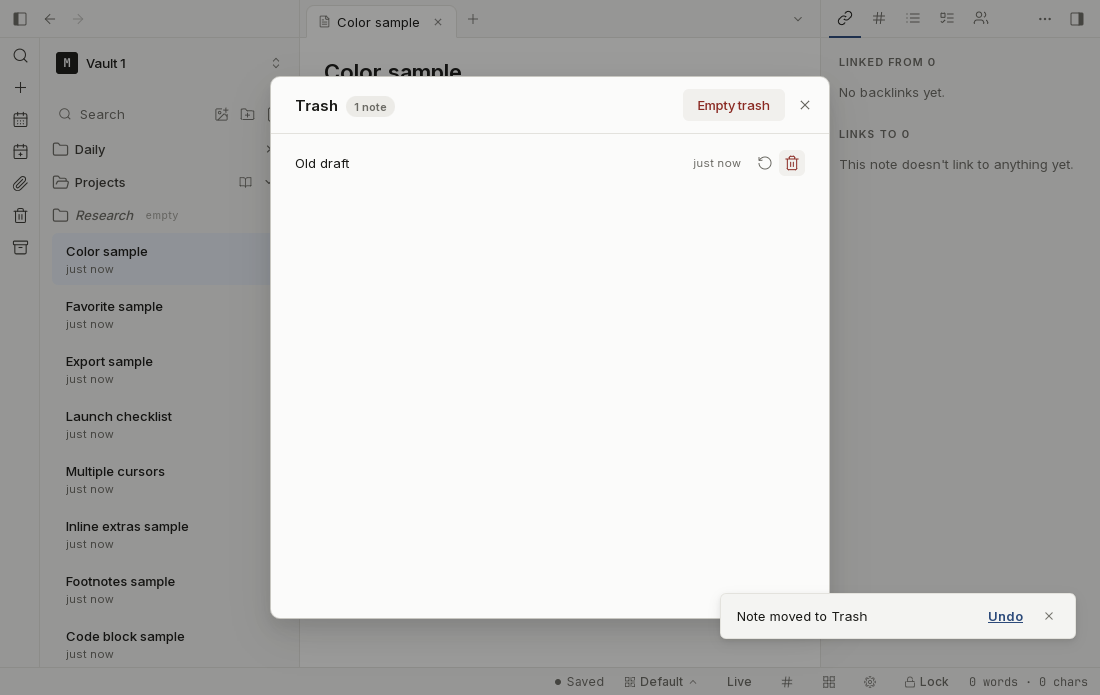 Color sample
M
Vault 1
Search
Daily
Projects
Research empty
Color sample
just now
Favorite sample
just now
Export sample
just now
Launch checklist
just now
Multiple cursors
just now
Inline extras sample
just now
Footnotes sample
just now
Code block sample
just now
Color sample
Trash 1 note
Empty trash
Old draft
just now
LINKED FROM 0
No backlinks yet.
LINKS TO 0
This note doesn't link to anything yet.
Note moved to Trash
Undo
Saved
Default
Live
Lock
0 words · 0 chars